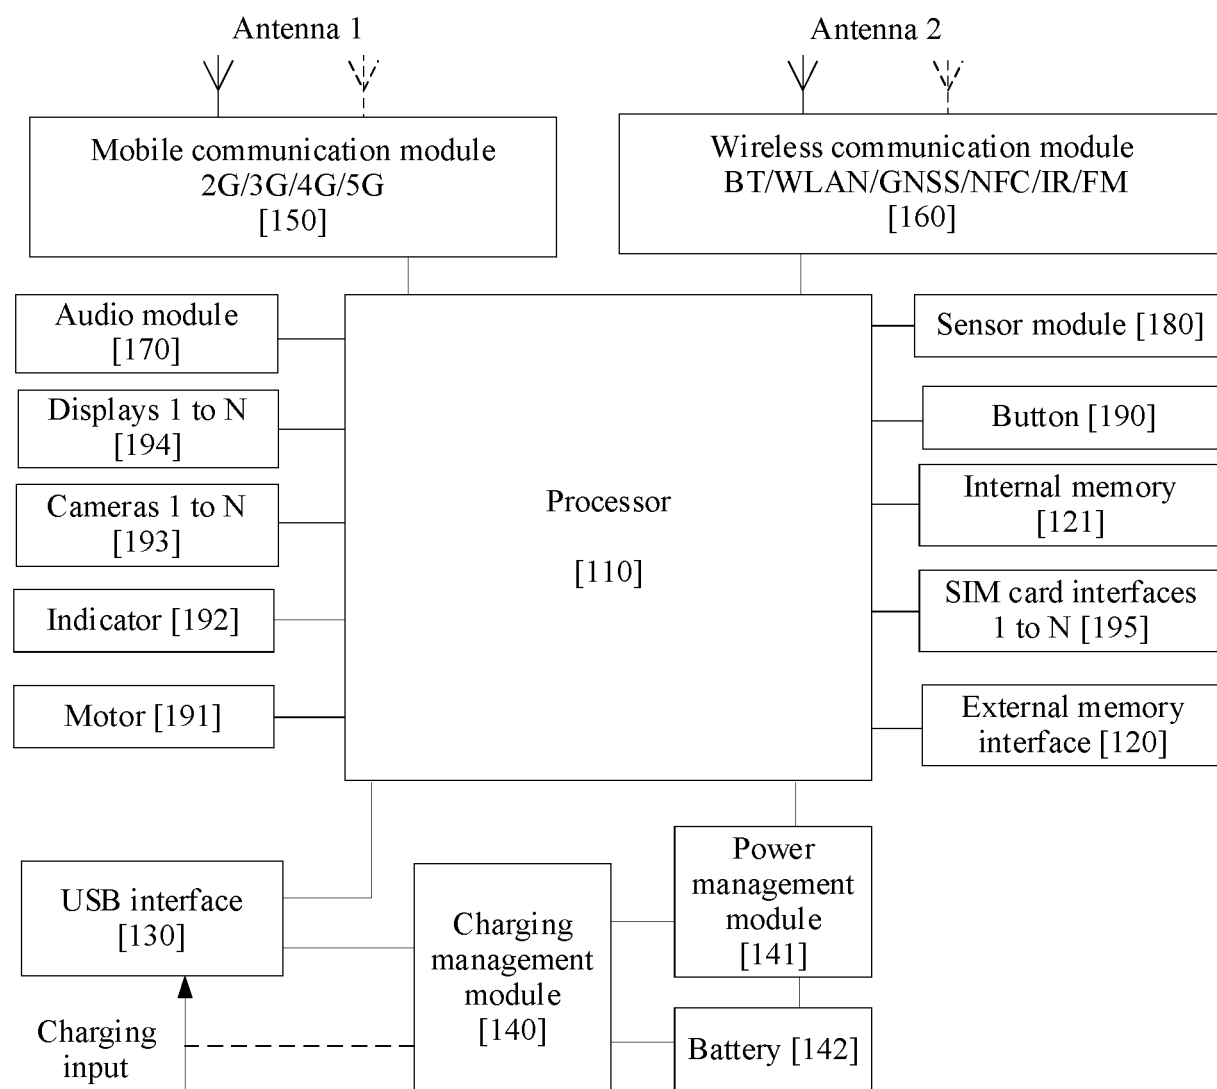 Antenna 1
Antenna 2
Mobile communication module
2G/3G/4G/5G
[150]
Wireless communication module
BT/WLAN/GNSS/NFC/IR/FM
[160]
Audio module
[170]
Displays 1 to N
[194]
Cameras 1 to N
[193]
Indicator [192]
Motor [191]
Processor
[110]
Sensor module [180]
Button [190]
Internal memory
[121]
SIM card interfaces
1 to N [195]
External memory
interface [120]
USB interface
[130]
Charging
management
module
[140]
Power
management
module
[141]
Battery [142]
Charging
input